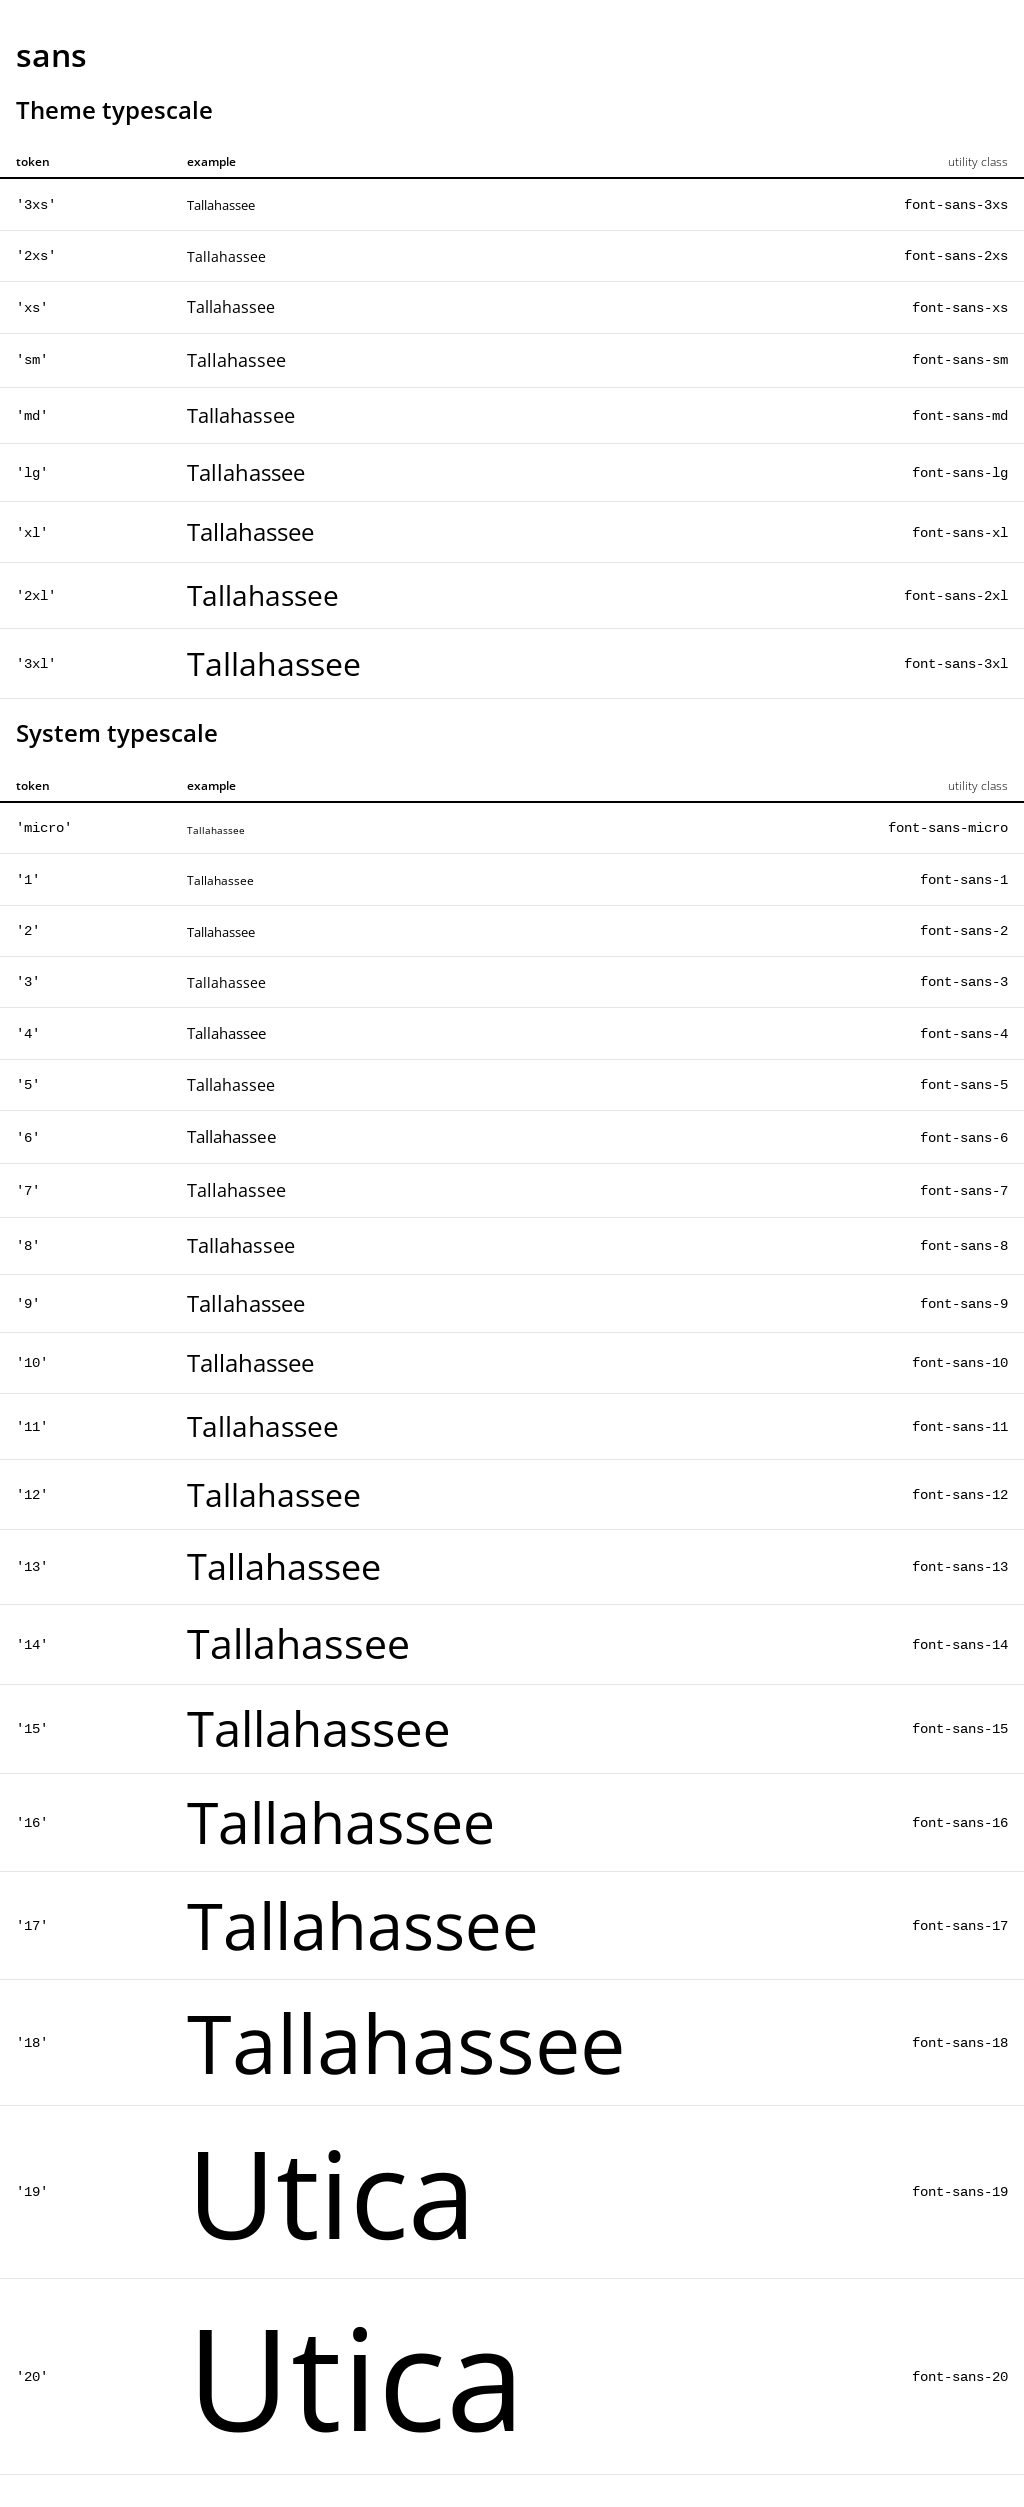 sans
Theme typescale
token example utility class
'3xs' Tallahassee font-sans-3xs
'2xs' Tallahassee font-sans-2xs
'xs' Tallahassee font-sans-xs
'sm' Tallahassee font-sans-sm
'md' Tallahassee font-sans-md
'lg' Tallahassee font-sans-lg
'xl' Tallahassee font-sans-xl
'2xl' Tallahassee font-sans-2xl
'3xl' Tallahassee font-sans-3xl
System typescale
token example utility class
'micro' Tallahassee font-sans-micro
'1' Tallahassee font-sans-1
'2' Tallahassee font-sans-2
'3' Tallahassee font-sans-3
'4' Tallahassee font-sans-4
'5' Tallahassee font-sans-5
'6' Tallahassee font-sans-6
'7' Tallahassee font-sans-7
'8' Tallahassee font-sans-8
'9' Tallahassee font-sans-9
'10' Tallahassee font-sans-10
'11' Tallahassee font-sans-11
'12' Tallahassee font-sans-12
'13' Tallahassee font-sans-13
'14' Tallahassee font-sans-14
'15' Tallahassee font-sans-15
'16' Tallahassee font-sans-16
'17' Tallahassee font-sans-17
'18' Tallahassee font-sans-18
'19' Utica font-sans-19
'20' Utica font-sans-20